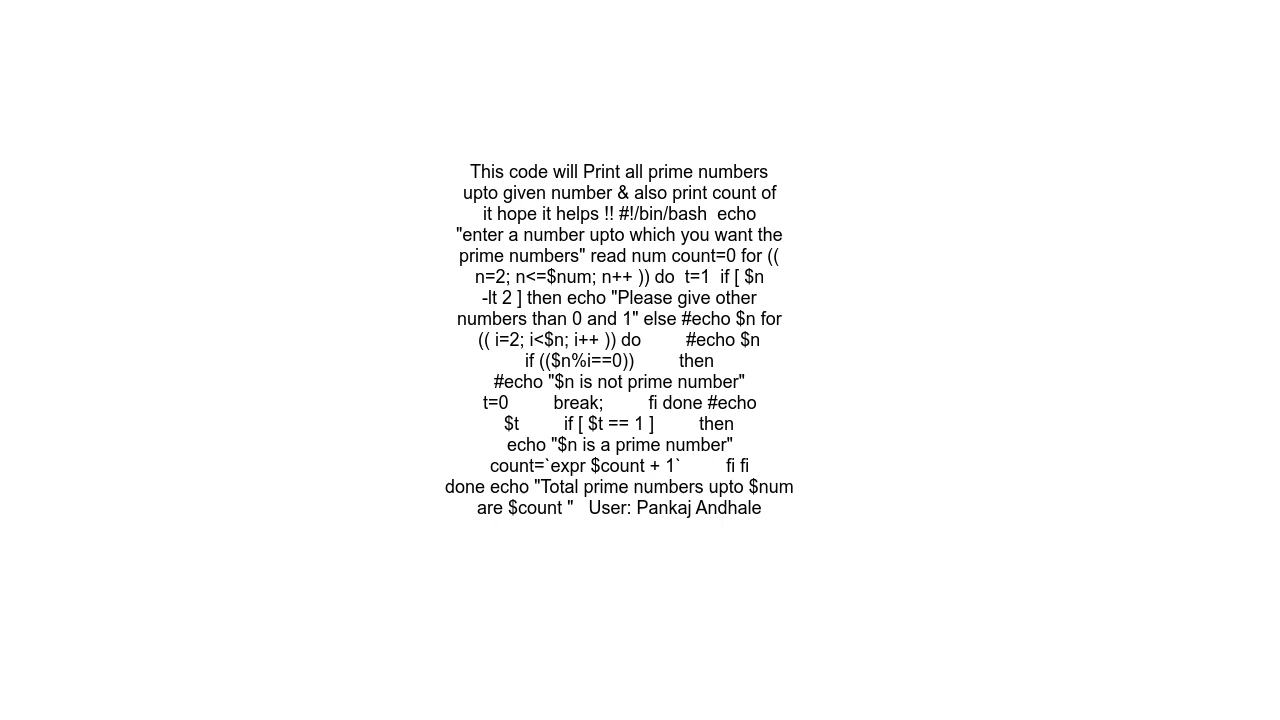 This code will Print all prime numbers
upto given number & also print count of
it hope it helps !! #!/bin/bash  echo
"enter a number upto which you want the
prime numbers" read num count=0 for ((
n=2; n<=$num; n++ )) do  t=1  if [ $n
-lt 2 ] then echo "Please give other
numbers than 0 and 1" else #echo $n for
(( i=2; i<$n; i++ )) do         #echo $n
if (($n%i==0))         then
#echo "$n is not prime number"
t=0         break;         fi done #echo
$t         if [ $t == 1 ]         then
echo "$n is a prime number"
count=`expr $count + 1`         fi fi
done echo "Total prime numbers upto $num
are $count "   User: Pankaj Andhale